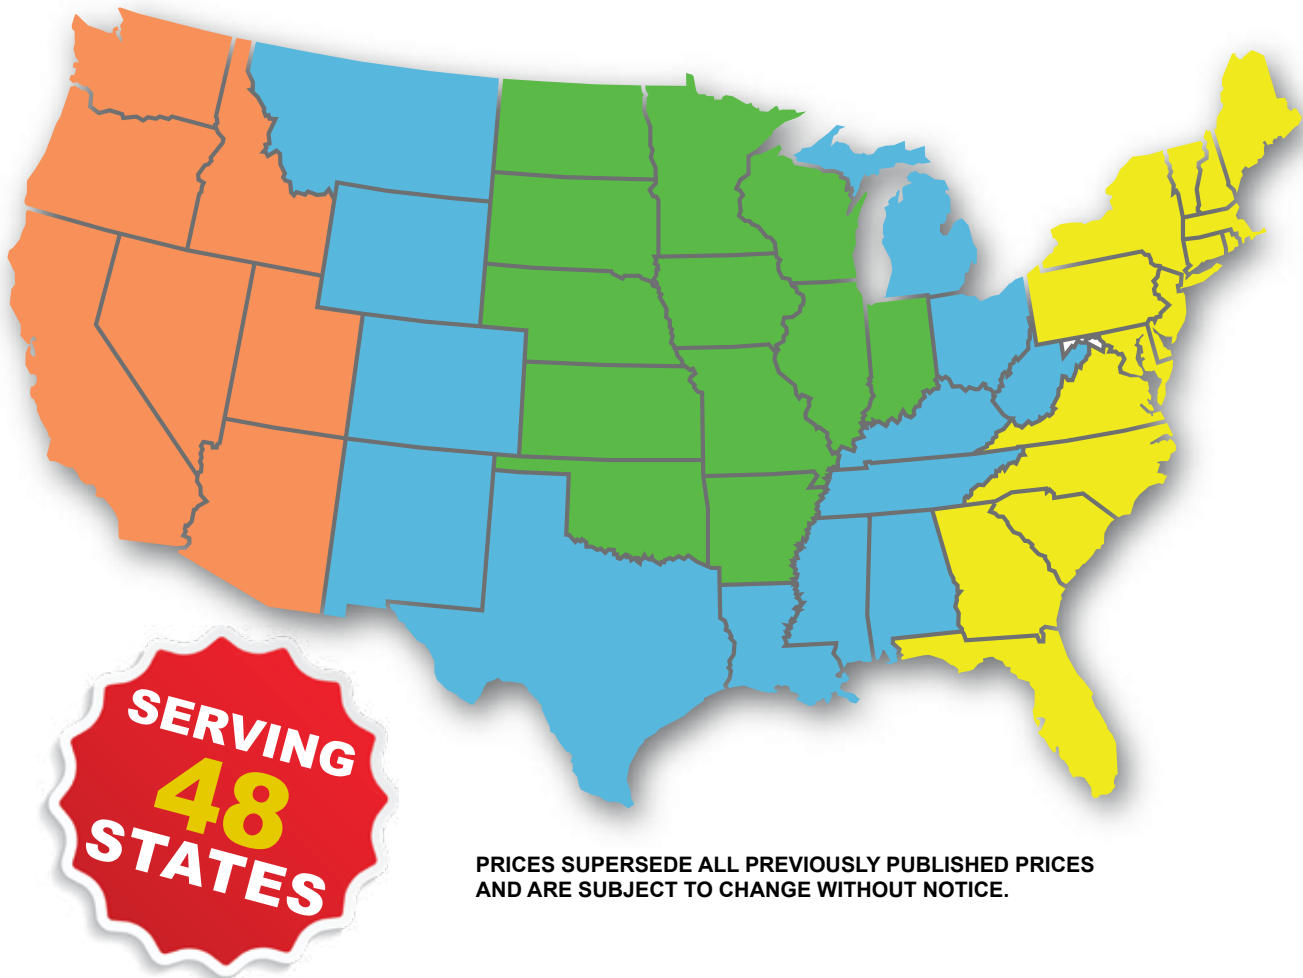 SERVING
48
STATES
PRICES SUPERSEDE ALL PREVIOUSLY PUBLISHED PRICES
AND ARE SUBJECT TO CHANGE WITHOUT NOTICE.